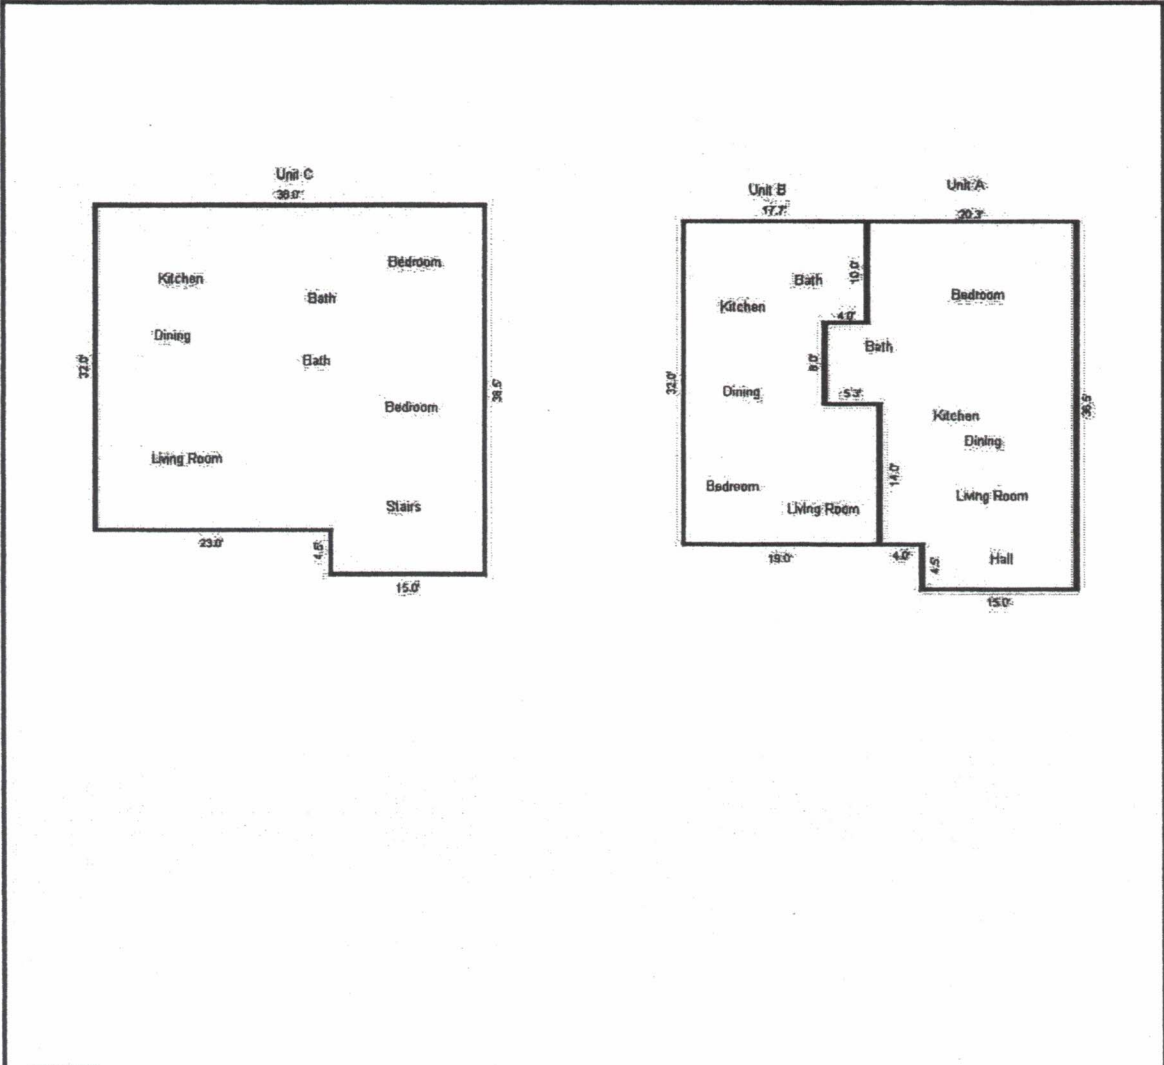 Unit C
38.0'
Kitchen
Bedroom
Bath
Dining
Bath
32.0'
36.5'
Bedroom
Living Room
Stairs
23.0'
4.5'
15.0'
Unit B
Unit A
17.7'
20.3'
Bath
10.0'
Bedroom
Kitchen
4.0'
Bath
8.0'
32.0'
Dining
5.3'
Kitchen
36.5'
Dining
14.0'
Bedroom
Living Room
Living Room
19.0'
4.0'
4.5'
Hall
15.0'